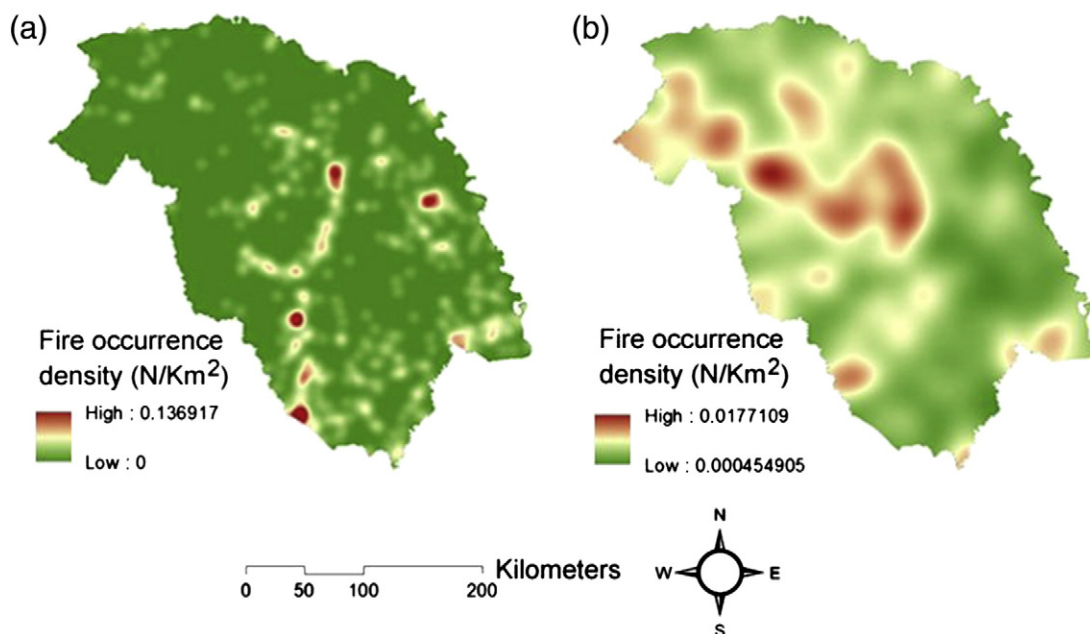 (a)
(b)
Fire occurrence
density (N/Km²)
High : 0.136917
Low : 0
Fire occurrence
density (N/Km²)
High : 0.0177109
Low : 0.000454905
Kilometers
0 50 100 200
N
W E
S